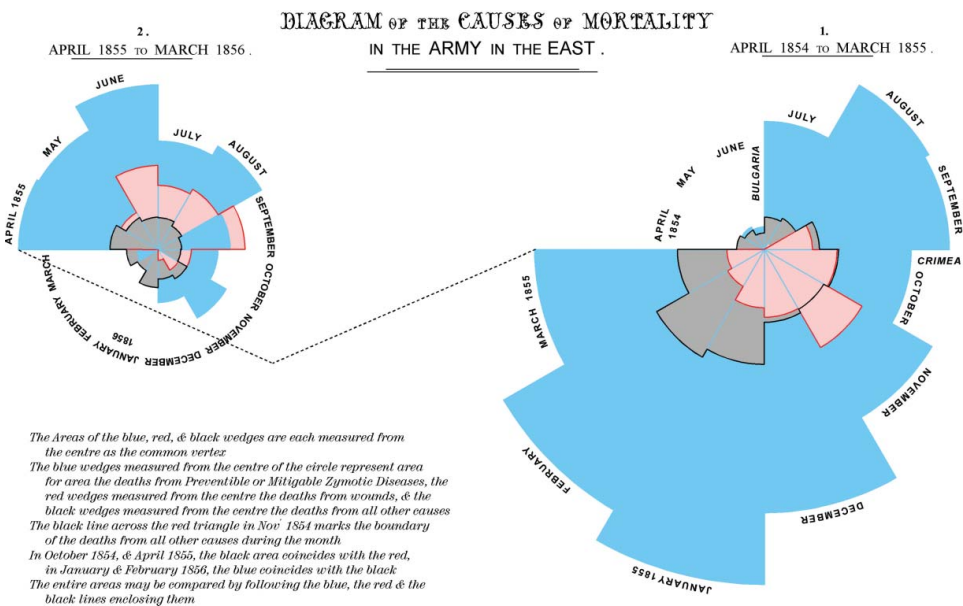 DIAGRAM OF THE CAUSES OF MORTALITY
IN THE ARMY IN THE EAST .
2 .
APRIL 1855 TO MARCH 1856 .
1.
APRIL 1854 TO MARCH 1855 .
APRIL 1855
MAY
JUNE
JULY
AUGUST
SEPTEMBER
OCTOBER
NOVEMBER
DECEMBER
JANUARY
1856
FEBRUARY
MARCH
APRIL
1854
MAY
JUNE
BULGARIA
JULY
AUGUST
SEPTEMBER
CRIMEA
OCTOBER
NOVEMBER
DECEMBER
JANUARY 1855
FEBRUARY
MARCH 1855
The Areas of the blue, red, & black wedges are each measured from
the centre as the common vertex
The blue wedges measured from the centre of the circle represent area
for area the deaths from Preventible or Mitigable Zymotic Diseases, the
red wedges measured from the centre the deaths from wounds, & the
black wedges measured from the centre the deaths from all other causes
The black line across the red triangle in Nov' 1854 marks the boundary
of the deaths from all other causes during the month
In October 1854, & April 1855, the black area coincides with the red,
in January & February 1856, the blue coincides with the black
The entire areas may be compared by following the blue, the red & the
black lines enclosing them